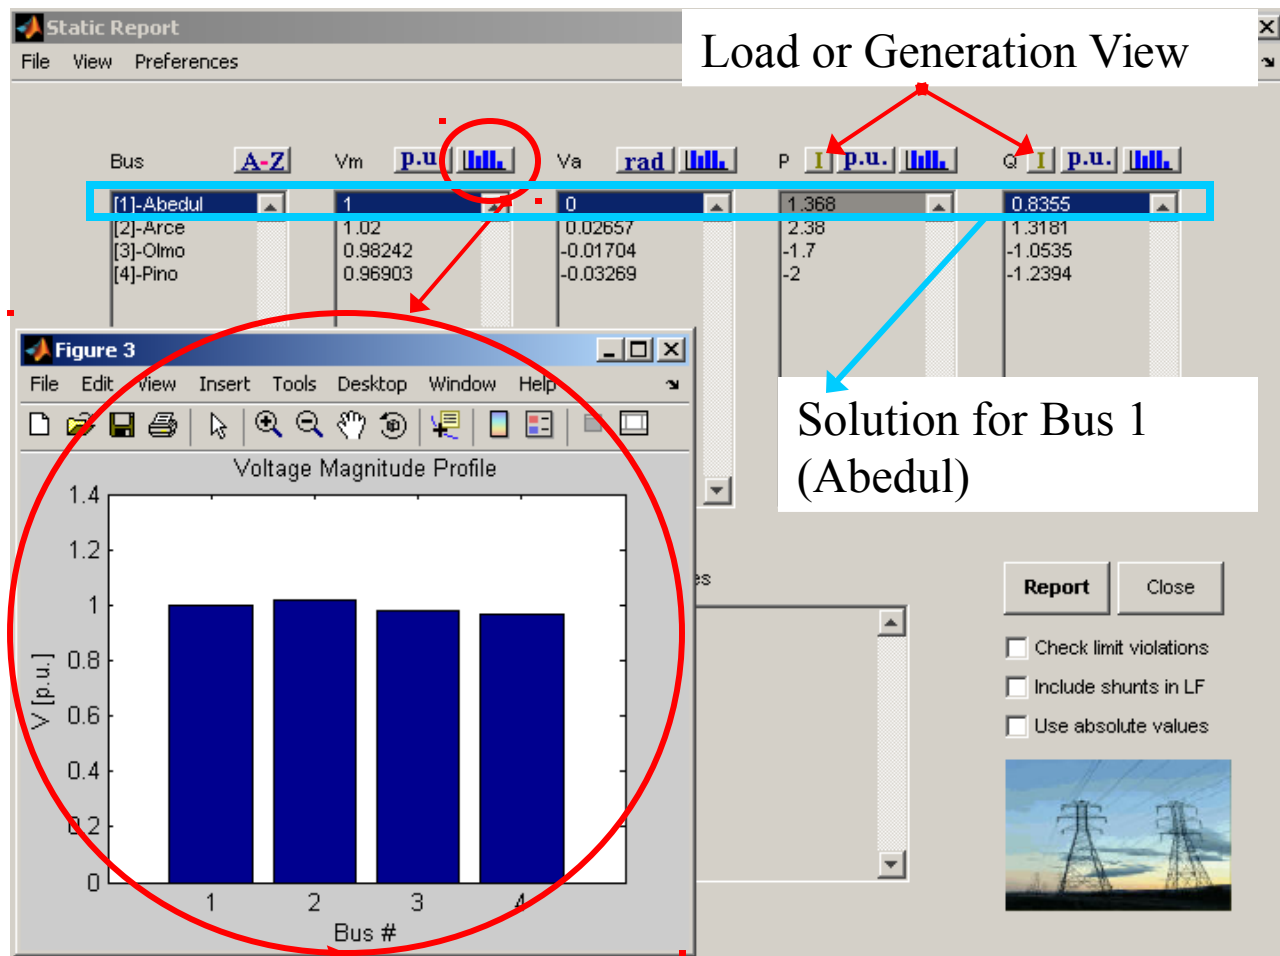 Static Report
Load or Generation View
File View Preferences
Bus A-Z Vm p.u Va rad P I p.u. Q I p.u.
[1]-Abedul 1 0 1.368 0.8355
[2]-Arce 1.02 0.02657 2.38 1.3181
[3]-Olmo 0.98242 -0.01704 -1.7 -1.0535
[4]-Pino 0.96903 -0.03269 -2 -1.2394
Figure 3
File Edit View Insert Tools Desktop Window Help
Solution for Bus 1
(Abedul)
Voltage Magnitude Profile
1.4
1.2
1
0.8
0.6
0.4
0.2
0
V [p.u.]
1 2 3 4
Bus #
es
Report Close
Check limit violations
Include shunts in LF
Use absolute values